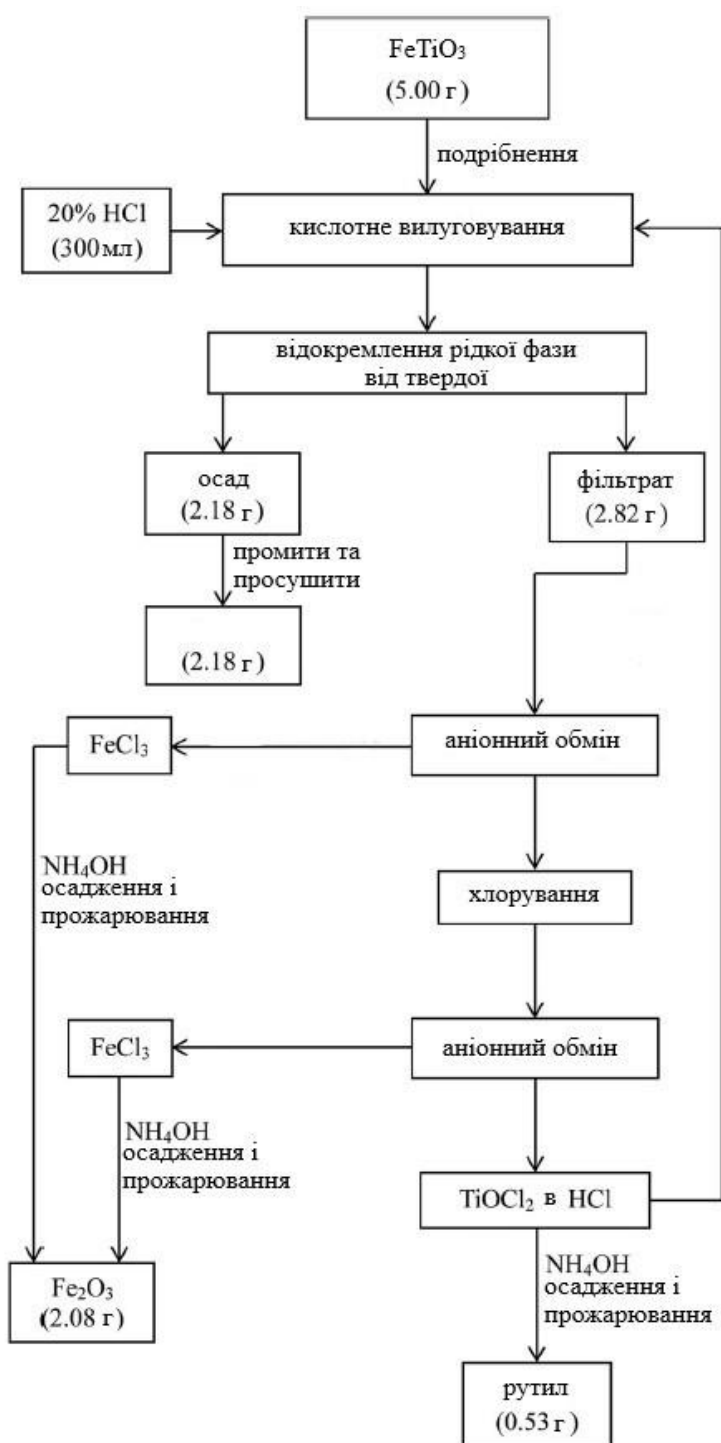 FeTiO₃
(5.00 г)
подрібнення
20% HCl
(300мл)
кислотне вилуговування
відокремлення рідкої фази
від твердої
осад
(2.18 г)
фільтрат
(2.82 г)
промити та
просушити
(2.18 г)
FeCl₃
аніонний обмін
NH₄OH
осадження і
прожарювання
хлорування
FeCl₃
аніонний обмін
NH₄OH
осадження і
прожарювання
TiOCl₂ в HCl
NH₄OH
осадження і
прожарювання
Fe₂O₃
(2.08 г)
рутил
(0.53 г)